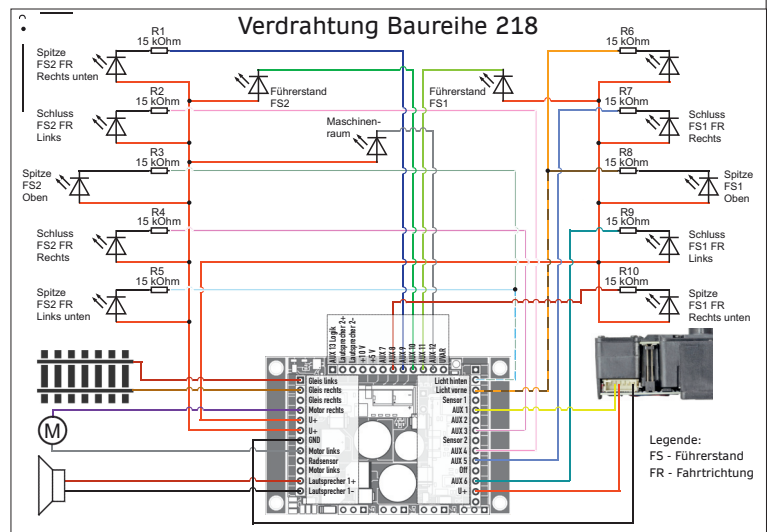 Verdrahtung Baureihe 218
R1
15 kOhm
Spitze
FS2 FR
Rechts unten
R2
15 kOhm
Schluss
FS2 FR
Links
R3
15 kOhm
Spitze
FS2
Oben
R4
15 kOhm
Schluss
FS2 FR
Rechts
R5
15 kOhm
Spitze
FS2 FR
Links unten
Führerstand
FS2
Maschinen-
raum
Führerstand
FS1
R6
15 kOhm
R7
15 kOhm
Schluss
FS1 FR
Rechts
R8
15 kOhm
Spitze
FS1
Oben
R9
15 kOhm
Schluss
FS1 FR
Links
R10
15 kOhm
Spitze
FS1 FR
Rechts unten
AUX 13 Logik
Lautsprecher 2+
Lautsprecher 2-
+10 V
+5 V
AUX 7
AUX 8
AUX 9
AUX 10
AUX 11
AUX 12
UVAR
Gleis links
Gleis rechts
Gleis rechts
Motor rechts
U+
U+
GND
Motor links
Radsensor
Motor links
Lautsprecher 1+
Lautsprecher 1-
Licht hinten
Licht vorne
Sensor 1
AUX 1
AUX 2
AUX 3
Sensor 2
AUX 4
AUX 5
Off
AUX 6
U+
M
Legende:
FS - Führerstand
FR - Fahrtrichtung